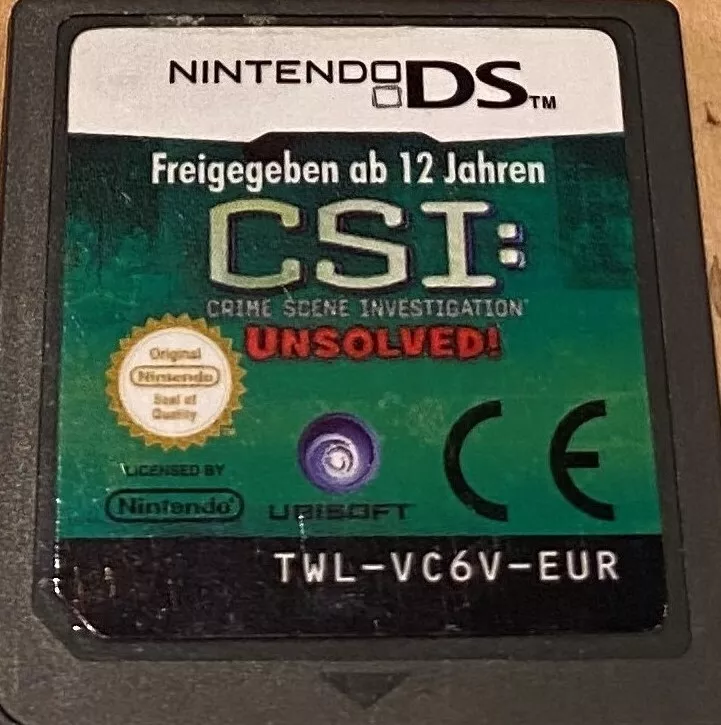 NINTENDO DS™
Freigegeben ab 12 Jahren
CSI:
CRIME SCENE INVESTIGATION
UNSOLVED!
Original
Nintendo
Seal of
Quality
LICENSED BY
Nintendo®
UBISOFT
CE
TWL-VC6V-EUR